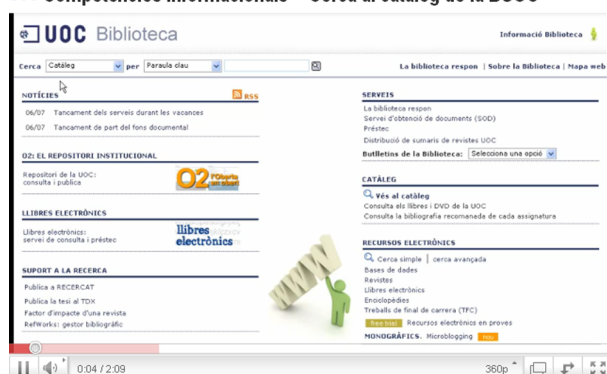 Competències informacionals - Cerca al catàleg de la UOC
UOC Biblioteca
Informació Biblioteca
Cerca Catàleg per Paraula clau
La biblioteca respon | Sobre la Biblioteca | Mapa web
NOTÍCIES RSS
06/07 Tancament dels serveis durant les vacances
06/07 Tancament de part del fons documental
O2: EL REPOSITORI INSTITUCIONAL
Repositori de la UOC:
consulta i publica
O2 l'Oberta en obert
LLIBRES ELECTRÒNICS
Llibres electrònics:
servei de consulta i préstec
llibres
electrònics
SUPORT A LA RECERCA
Publica a RECERCAT
Publica la tesi al TDX
Factor d'impacte d'una revista
RefWorks: gestor bibliogràfic
WWW
SERVEIS
La biblioteca respon
Servei d'obtenció de documents (SOD)
Préstec
Distribució de sumaris de revistes UOC
Butlletins de la Biblioteca: Selecciona una opció
CATÀLEG
Vés al catàleg
Consulta els llibres i DVD de la UOC
Consulta la bibliografia recomanada de cada assignatura
RECURSOS ELECTRÒNICS
Cerca simple | cerca avançada
Bases de dades
Revistes
Llibres electrònics
Enciclopèdies
Treballs de final de carrera (TFC)
free trial Recursos electrònics en proves
MONOGRÀFICS. Microblogging nou
0:04 / 2:09
360p